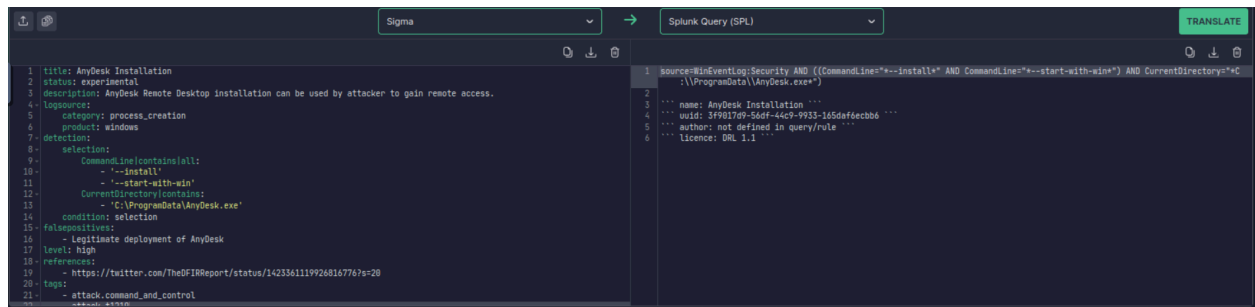 Sigma
Splunk Query (SPL)
TRANSLATE
1 title: AnyDesk Installation
2 status: experimental
3 description: AnyDesk Remote Desktop installation can be used by attacker to gain remote access.
4 logsource:
5 category: process_creation
6 product: windows
7 detection:
8 selection:
9 CommandLine|contains|all:
10 - '--install'
11 - '--start-with-win'
12 CurrentDirectory|contains:
13 - 'C:\ProgramData\AnyDesk.exe'
14 condition: selection
15 falsepositives:
16 - Legitimate deployment of AnyDesk
17 level: high
18 references:
19 - https://twitter.com/TheDFIRReport/status/1423361119926816776?s=20
20 tags:
21 - attack.command_and_control
22 - attack.t1219
1 source=WinEventLog:Security AND ((CommandLine="*--install*" AND CommandLine="*--start-with-win*") AND CurrentDirectory="*C
:\\ProgramData\\AnyDesk.exe*")
2
3 ``` name: AnyDesk Installation ```
4 ``` uuid: 3f9017d9-56df-44c9-9933-165daf6ecbb6 ```
5 ``` author: not defined in query/rule ```
6 ``` licence: DRL 1.1 ```